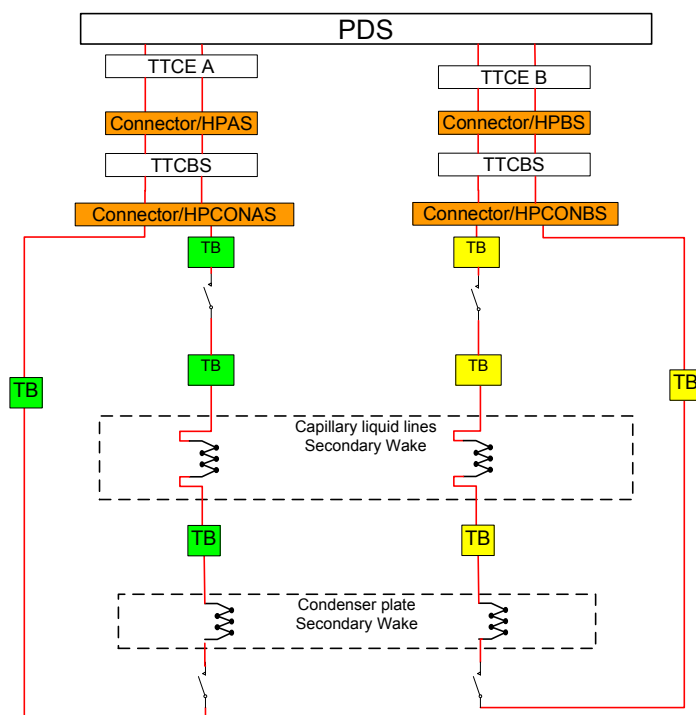 PDS
TTCE A
TTCE B
Connector/HPAS
Connector/HPBS
TTCBS
TTCBS
Connector/HPCONAS
Connector/HPCONBS
TB
TB
TB
TB
TB
TB
Capillary liquid lines
Secondary Wake
TB
TB
Condenser plate
Secondary Wake